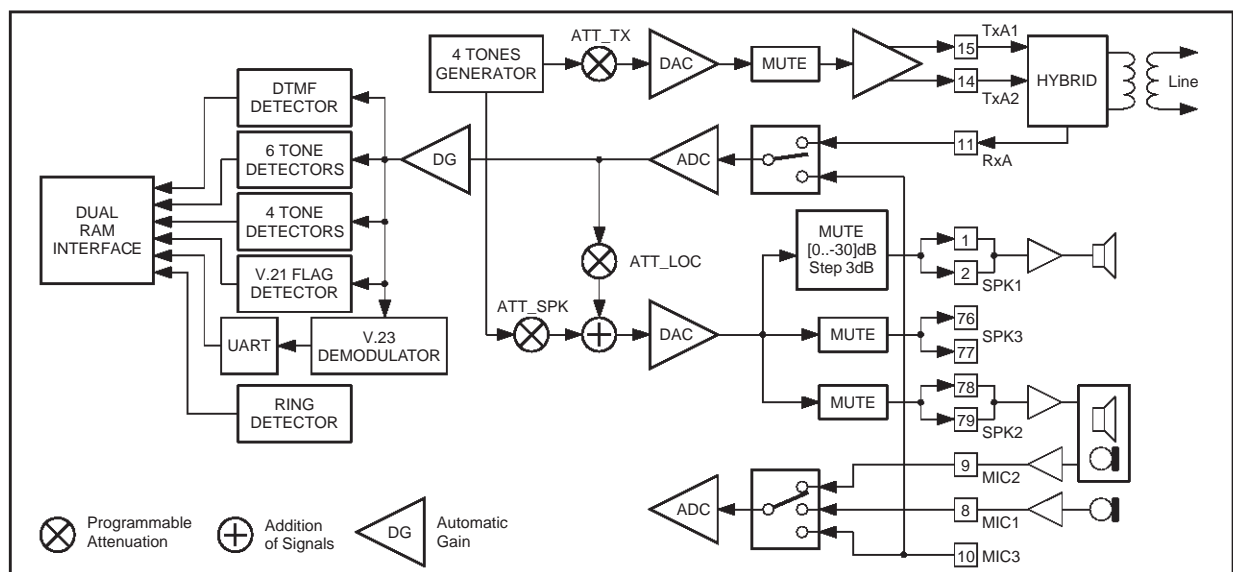 4 TONES
GENERATOR
ATT_TX
DAC
MUTE
15
TxA1
14
TxA2
HYBRID
Line
DTMF
DETECTOR
6 TONE
DETECTORS
4 TONE
DETECTORS
V.21 FLAG
DETECTOR
UART
V.23
DEMODULATOR
RING
DETECTOR
DUAL
RAM
INTERFACE
DG
ADC
11
RxA
ATT_LOC
ATT_SPK
DAC
MUTE
[0..-30]dB
Step 3dB
1
2
SPK1
MUTE
76
SPK3
77
MUTE
78
79
SPK2
ADC
9
MIC2
8
MIC1
10
MIC3
Programmable
Attenuation
Addition
of Signals
DG
Automatic
Gain